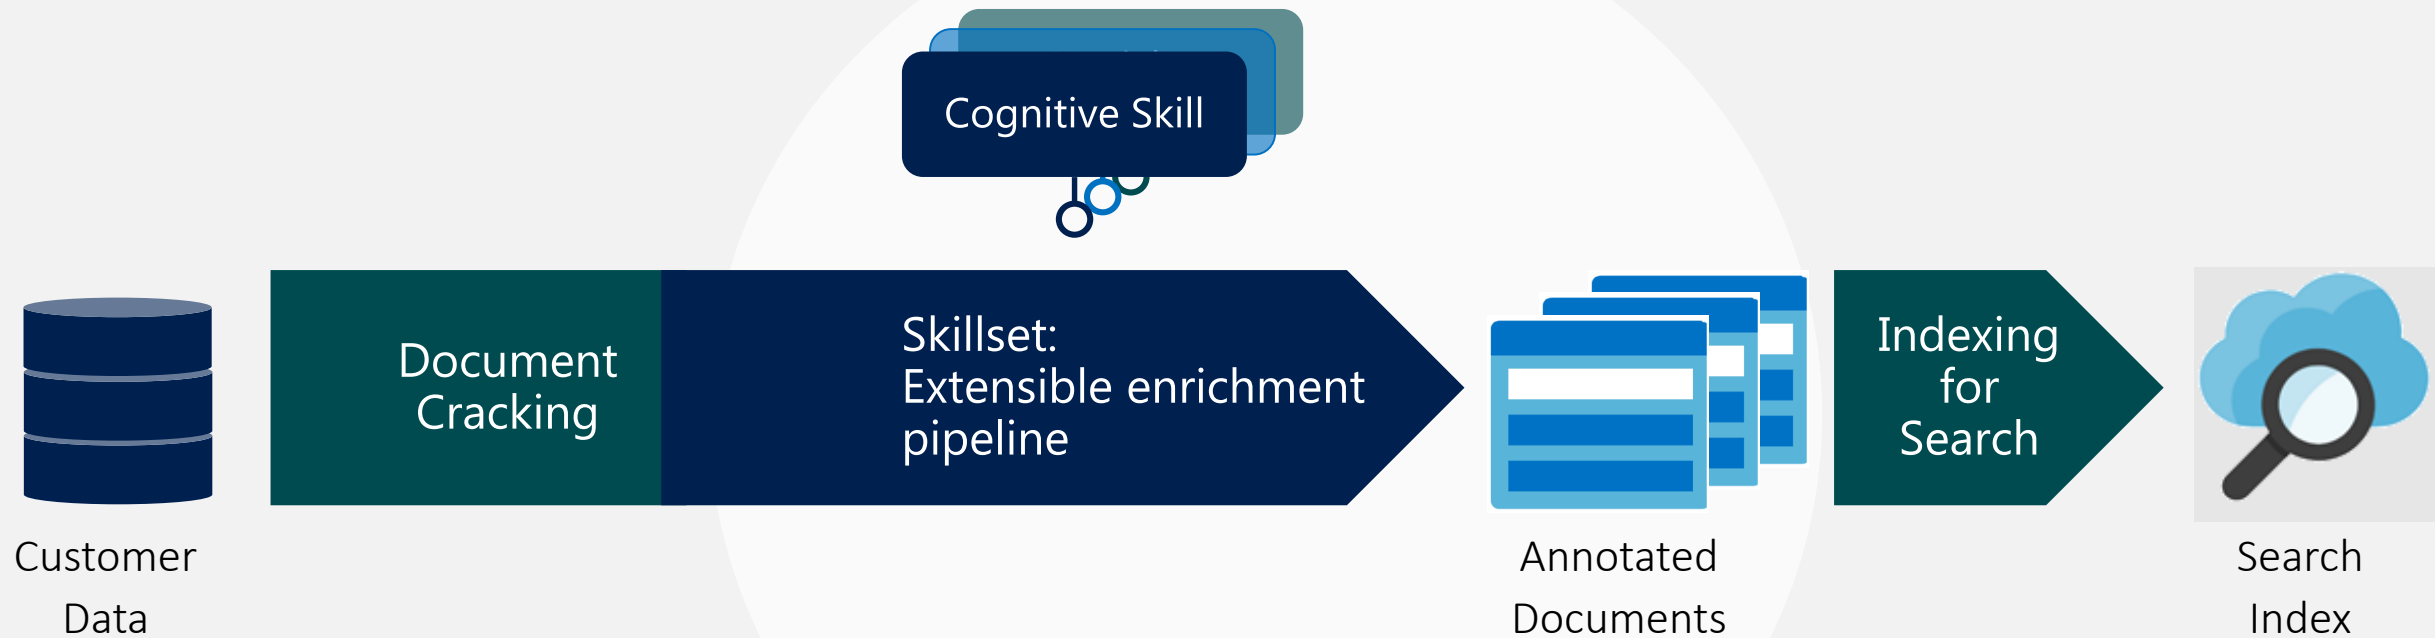 Cognitive Skill
Document
Cracking
Skillset:
Extensible enrichment
pipeline
Indexing
for
Search
Customer
Data
Annotated
Documents
Search
Index